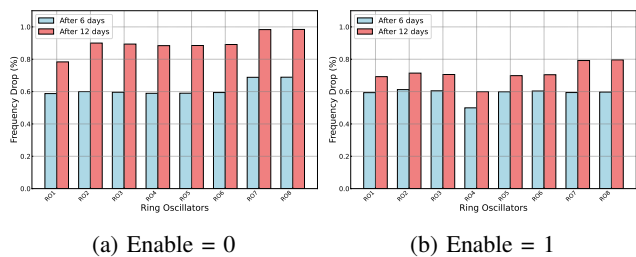 After 6 days
After 12 days
1.0
0.8
0.6
0.4
0.2
0.0
Frequency Drop (%)
RO1 RO2 RO3 RO4 RO5 RO6 RO7 RO8
Ring Oscillators
(a) Enable = 0
After 6 days
After 12 days
1.0
0.8
0.6
0.4
0.2
0.0
Frequency Drop (%)
RO1 RO2 RO3 RO4 RO5 RO6 RO7 RO8
Ring Oscillators
(b) Enable = 1